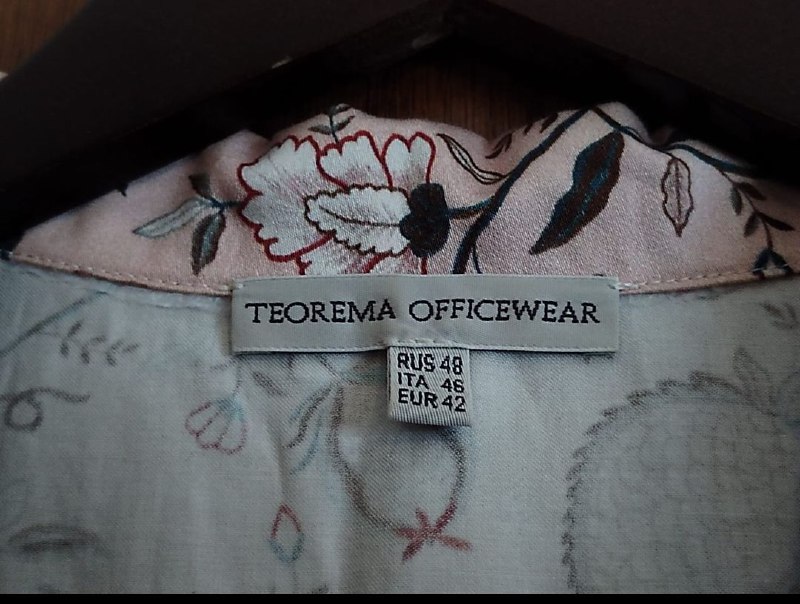 TEOREMA OFFICEWEAR
RUS 48
ITA 46
EUR 42